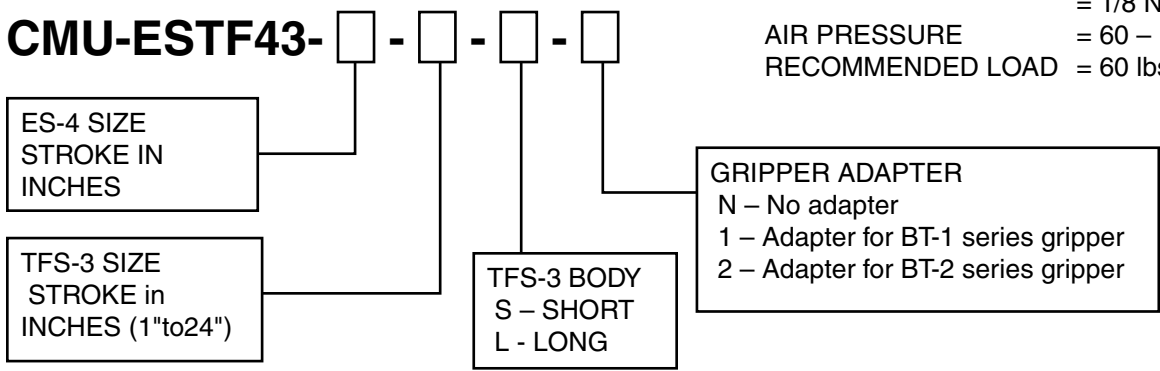 = 1/8 N
CMU-ESTF43- - - -
AIR PRESSURE = 60 –
RECOMMENDED LOAD = 60 lbs
ES-4 SIZE
STROKE IN
INCHES
GRIPPER ADAPTER
N – No adapter
1 – Adapter for BT-1 series gripper
2 – Adapter for BT-2 series gripper
TFS-3 SIZE
STROKE in
INCHES (1"to24")
TFS-3 BODY
S – SHORT
L - LONG